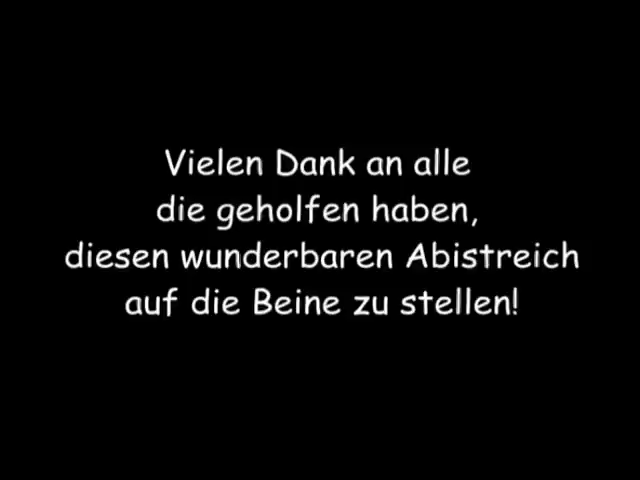 Vielen Dank an alle
die geholfen haben,
diesen wunderbaren Abistreich
auf die Beine zu stellen!